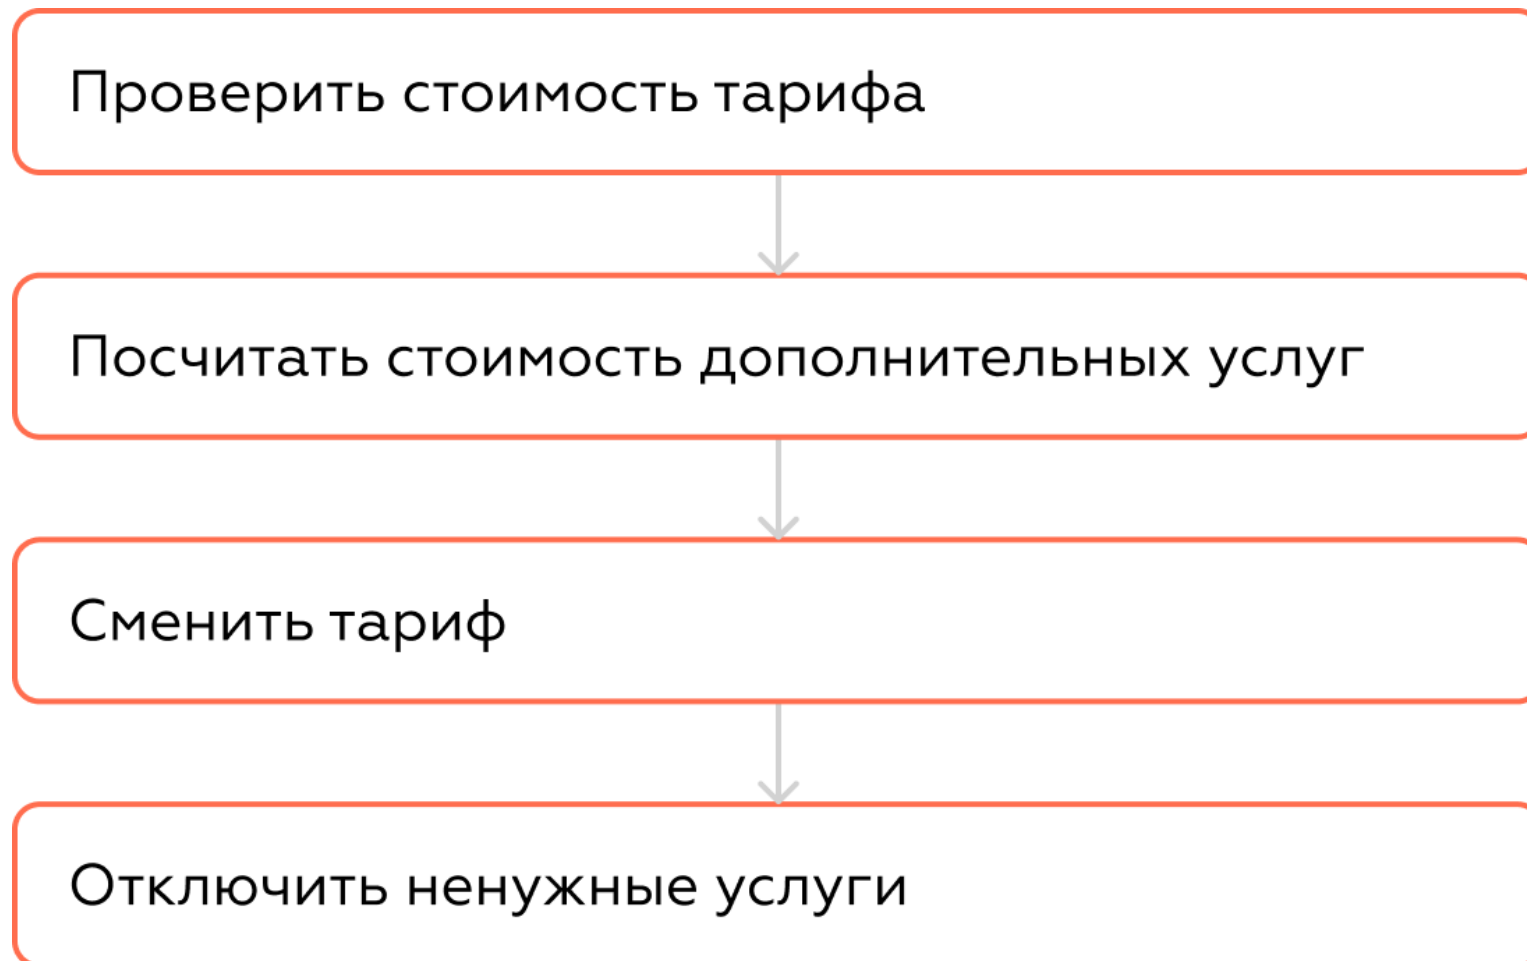 Проверить стоимость тарифа
Посчитать стоимость дополнительных услуг
Сменить тариф
Отключить ненужные услуги